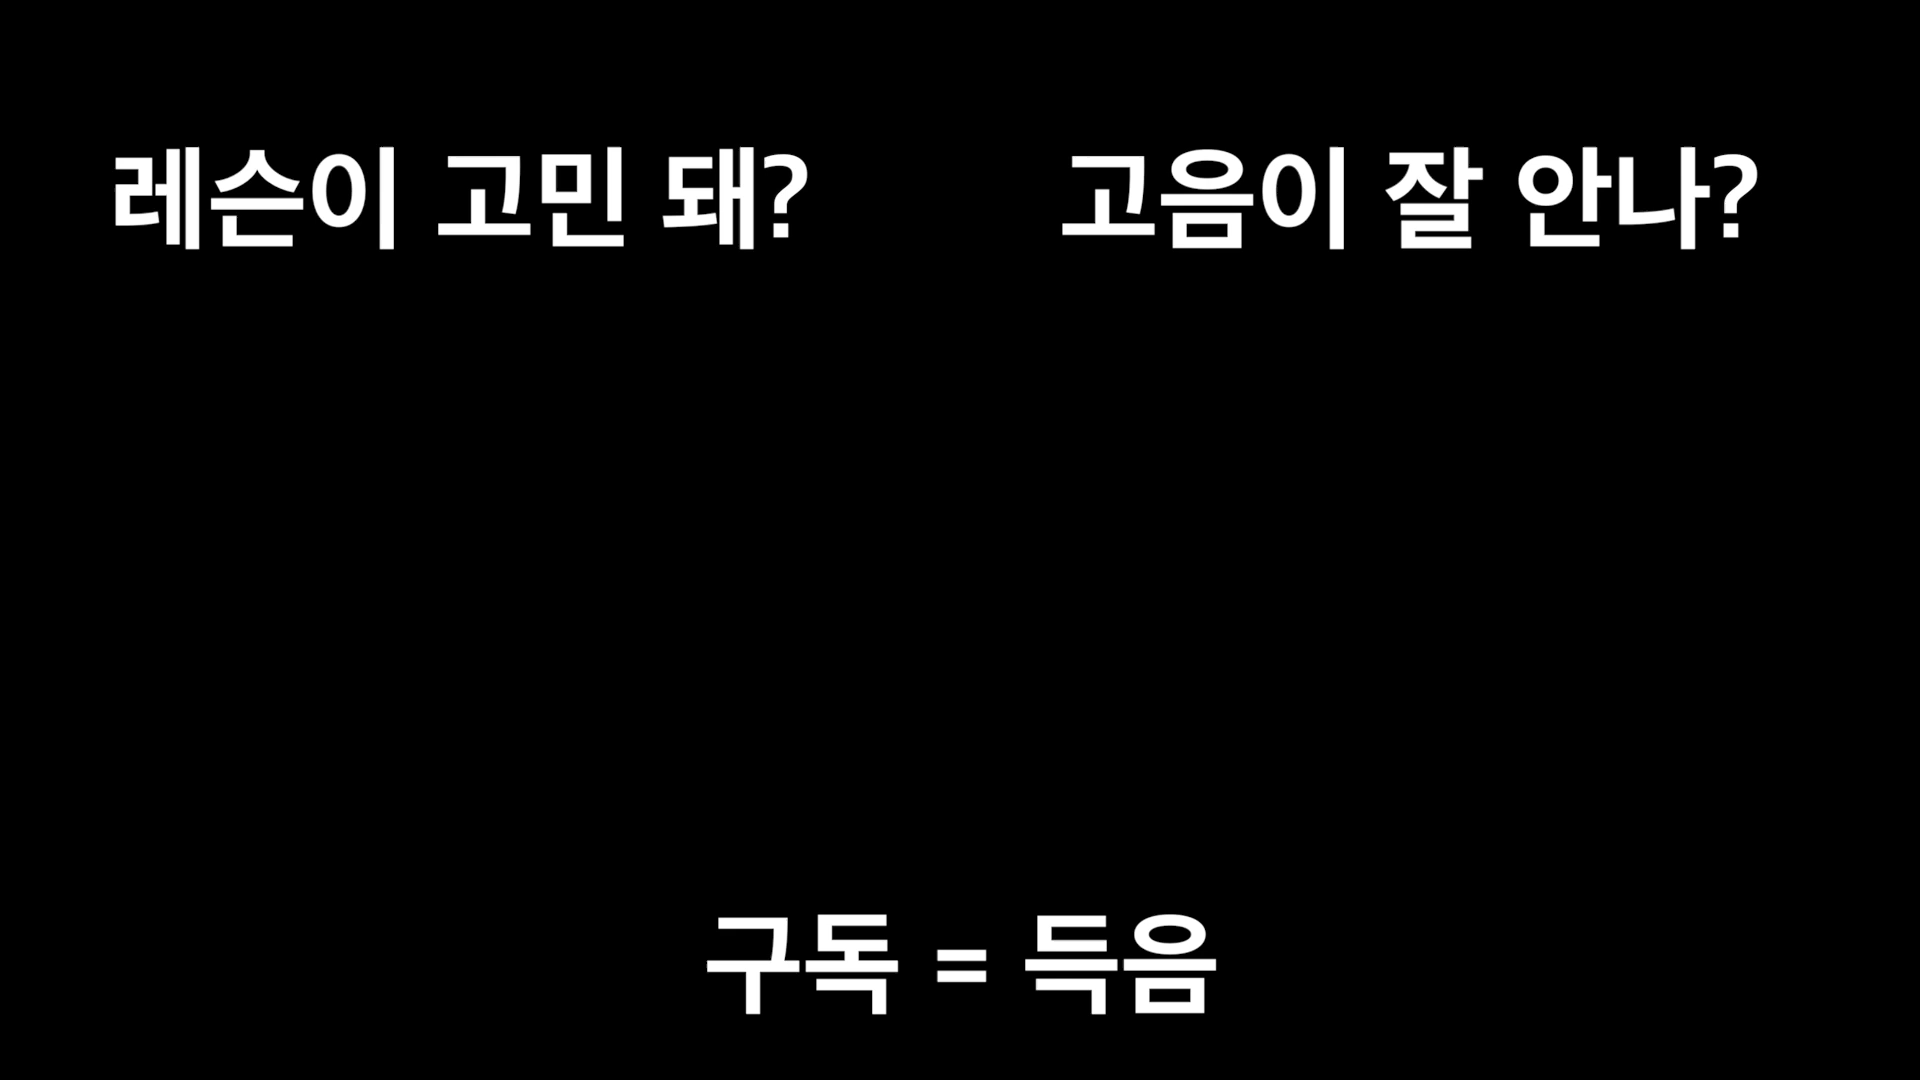 레슨이 고민 돼?
고음이 잘 안나?
구독 = 득음